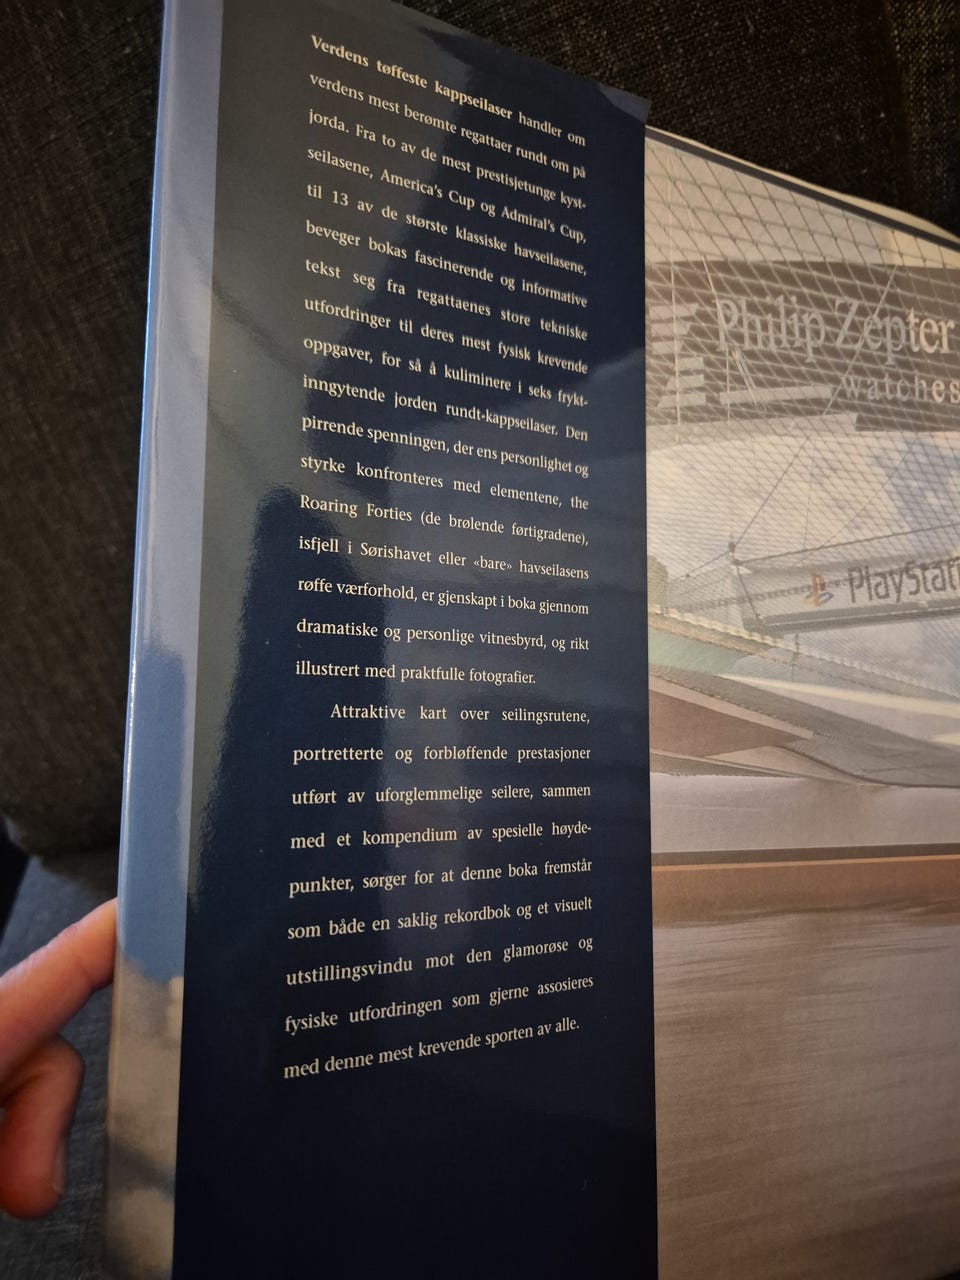 Verdens tøffeste kappseilaser handler om
verdens mest berømte regattaer rundt om på
jorda. Fra to av de mest prestisjetunge kyst-
seilasene, America's Cup og Admiral's Cup,
til 13 av de største klassiske havseilasene,
beveger bokas fascinerende og informative
tekst seg fra regattaenes store tekniske
utfordringer til deres mest fysisk krevende
oppgaver, for så å kuliminere i seks frykt-
inngytende jorden rundt-kappseilaser. Den
pirrende spenningen, der ens personlighet og
styrke konfronteres med elementene, the
Roaring Forties (de brølende førtigradene),
isfjell i Sørishavet eller «bare» havseilasens
røffe værforhold, er gjenskapt i boka gjennom
dramatiske og personlige vitnesbyrd, og rikt
illustrert med praktfulle fotografier.
Attraktive kart over seilingsrutene,
portretterte og forbløffende prestasjoner
utført av uforglemmelige seilere, sammen
med et kompendium av spesielle høyde-
punkter, sørger for at denne boka fremstår
som både en saklig rekordbok og et visuelt
utstillingsvindu mot den glamorøse og
fysiske utfordringen som gjerne assosieres
med denne mest krevende sporten av alle.
Philip Zepter
watches
PlayStati